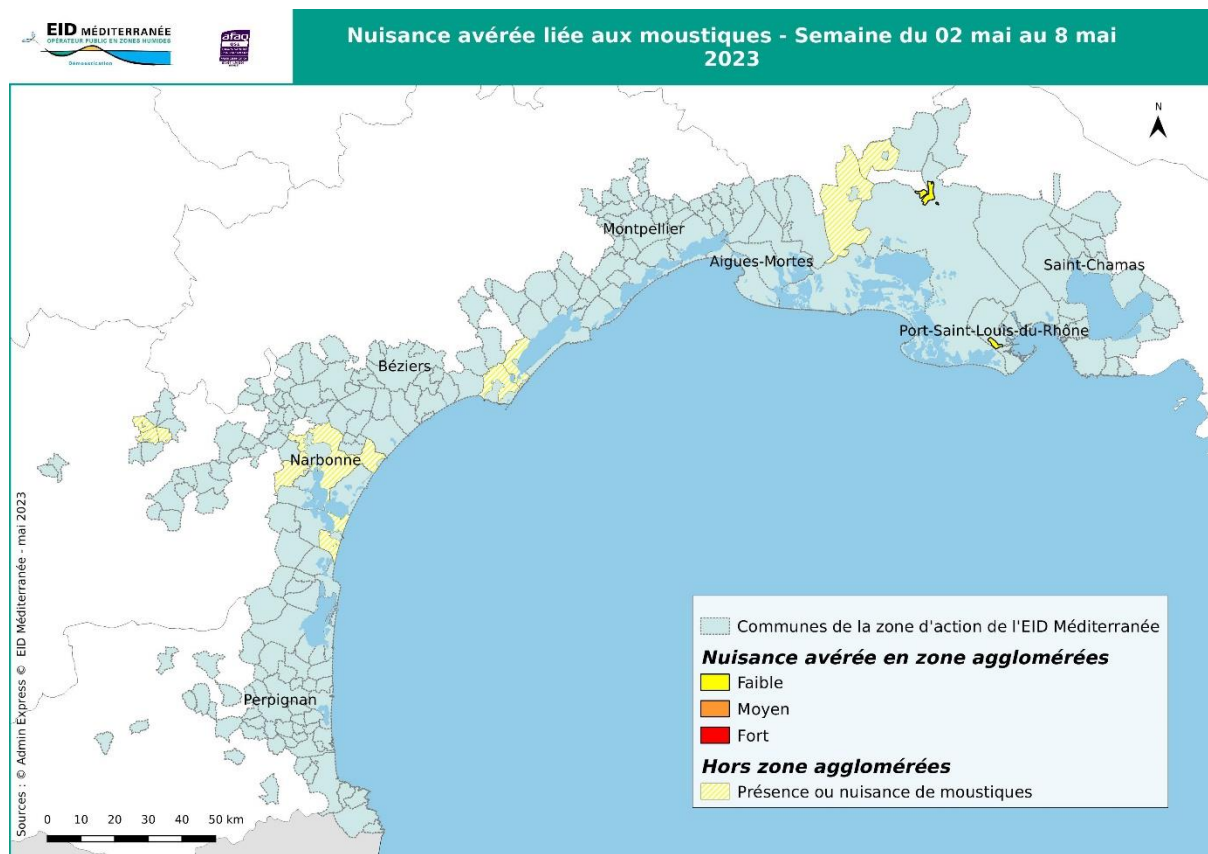 EID MÉDITERRANÉE
OPÉRATEUR PUBLIC EN ZONES HUMIDES
Démoustication
afaq
Nuisance avérée liée aux moustiques - Semaine du 02 mai au 8 mai
2023
N
Montpellier
Aigues-Mortes
Saint-Chamas
Port-Saint-Louis-du-Rhône
Béziers
Narbonne
Perpignan
Communes de la zone d'action de l'EID Méditerranée
Nuisance avérée en zone agglomérées
Faible
Moyen
Fort
Hors zone agglomérées
Présence ou nuisance de moustiques
0 10 20 30 40 50 km
Sources : © Admin Express © EID Méditerranée - mai 2023